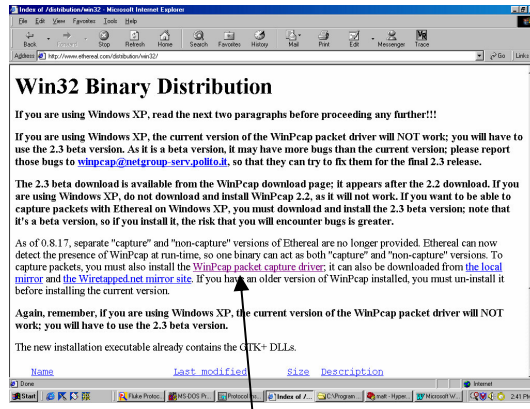 Index of /distribution/win32 - Microsoft Internet Explorer
File Edit View Favorites Tools Help
Back Forward Stop Refresh Home Search Favorites History Mail Print Edit Messenger Trace
Address http://www.ethereal.com/distribution/win32/ Go Links
Win32 Binary Distribution
If you are using Windows XP, read the next two paragraphs before proceeding any further!!!
If you are using Windows XP, the current version of the WinPcap packet driver will NOT work; you will have to
use the 2.3 beta version. As it is a beta version, it may have more bugs than the current version; please report
those bugs to winpcap@netgroup-serv.polito.it, so that they can try to fix them for the final 2.3 release.
The 2.3 beta download is available from the WinPcap download page; it appears after the 2.2 download. If you
are using Windows XP, do not download and install WinPcap 2.2, as it will not work. If you want to be able to
capture packets with Ethereal on Windows XP, you must download and install the 2.3 beta version; note that
it's a beta version, so if you install it, the risk that you will encounter bugs is greater.
As of 0.8.17, separate "capture" and "non-capture" versions of Ethereal are no longer provided. Ethereal can now
detect the presence of WinPcap at run-time, so one binary can act as both "capture" and "non-capture" versions. To
capture packets, you must also install the WinPcap packet capture driver; it can also be downloaded from the local
mirror and the Wiretapped.net mirror site. If you have an older version of WinPcap installed, you must un-install it
before installing the current version.
Again, remember, if you are using Windows XP, the current version of the WinPcap packet driver will NOT
work; you will have to use the 2.3 beta version.
The new installation executable already contains the GTK+ DLLs.
Name Last modified Size Description
Done Internet
Start Fluke Protoc... MS-DOS Pr... Protocol Ins... Index of /... C:\Program... matt - Hyper... Microsoft W... 2:41 P